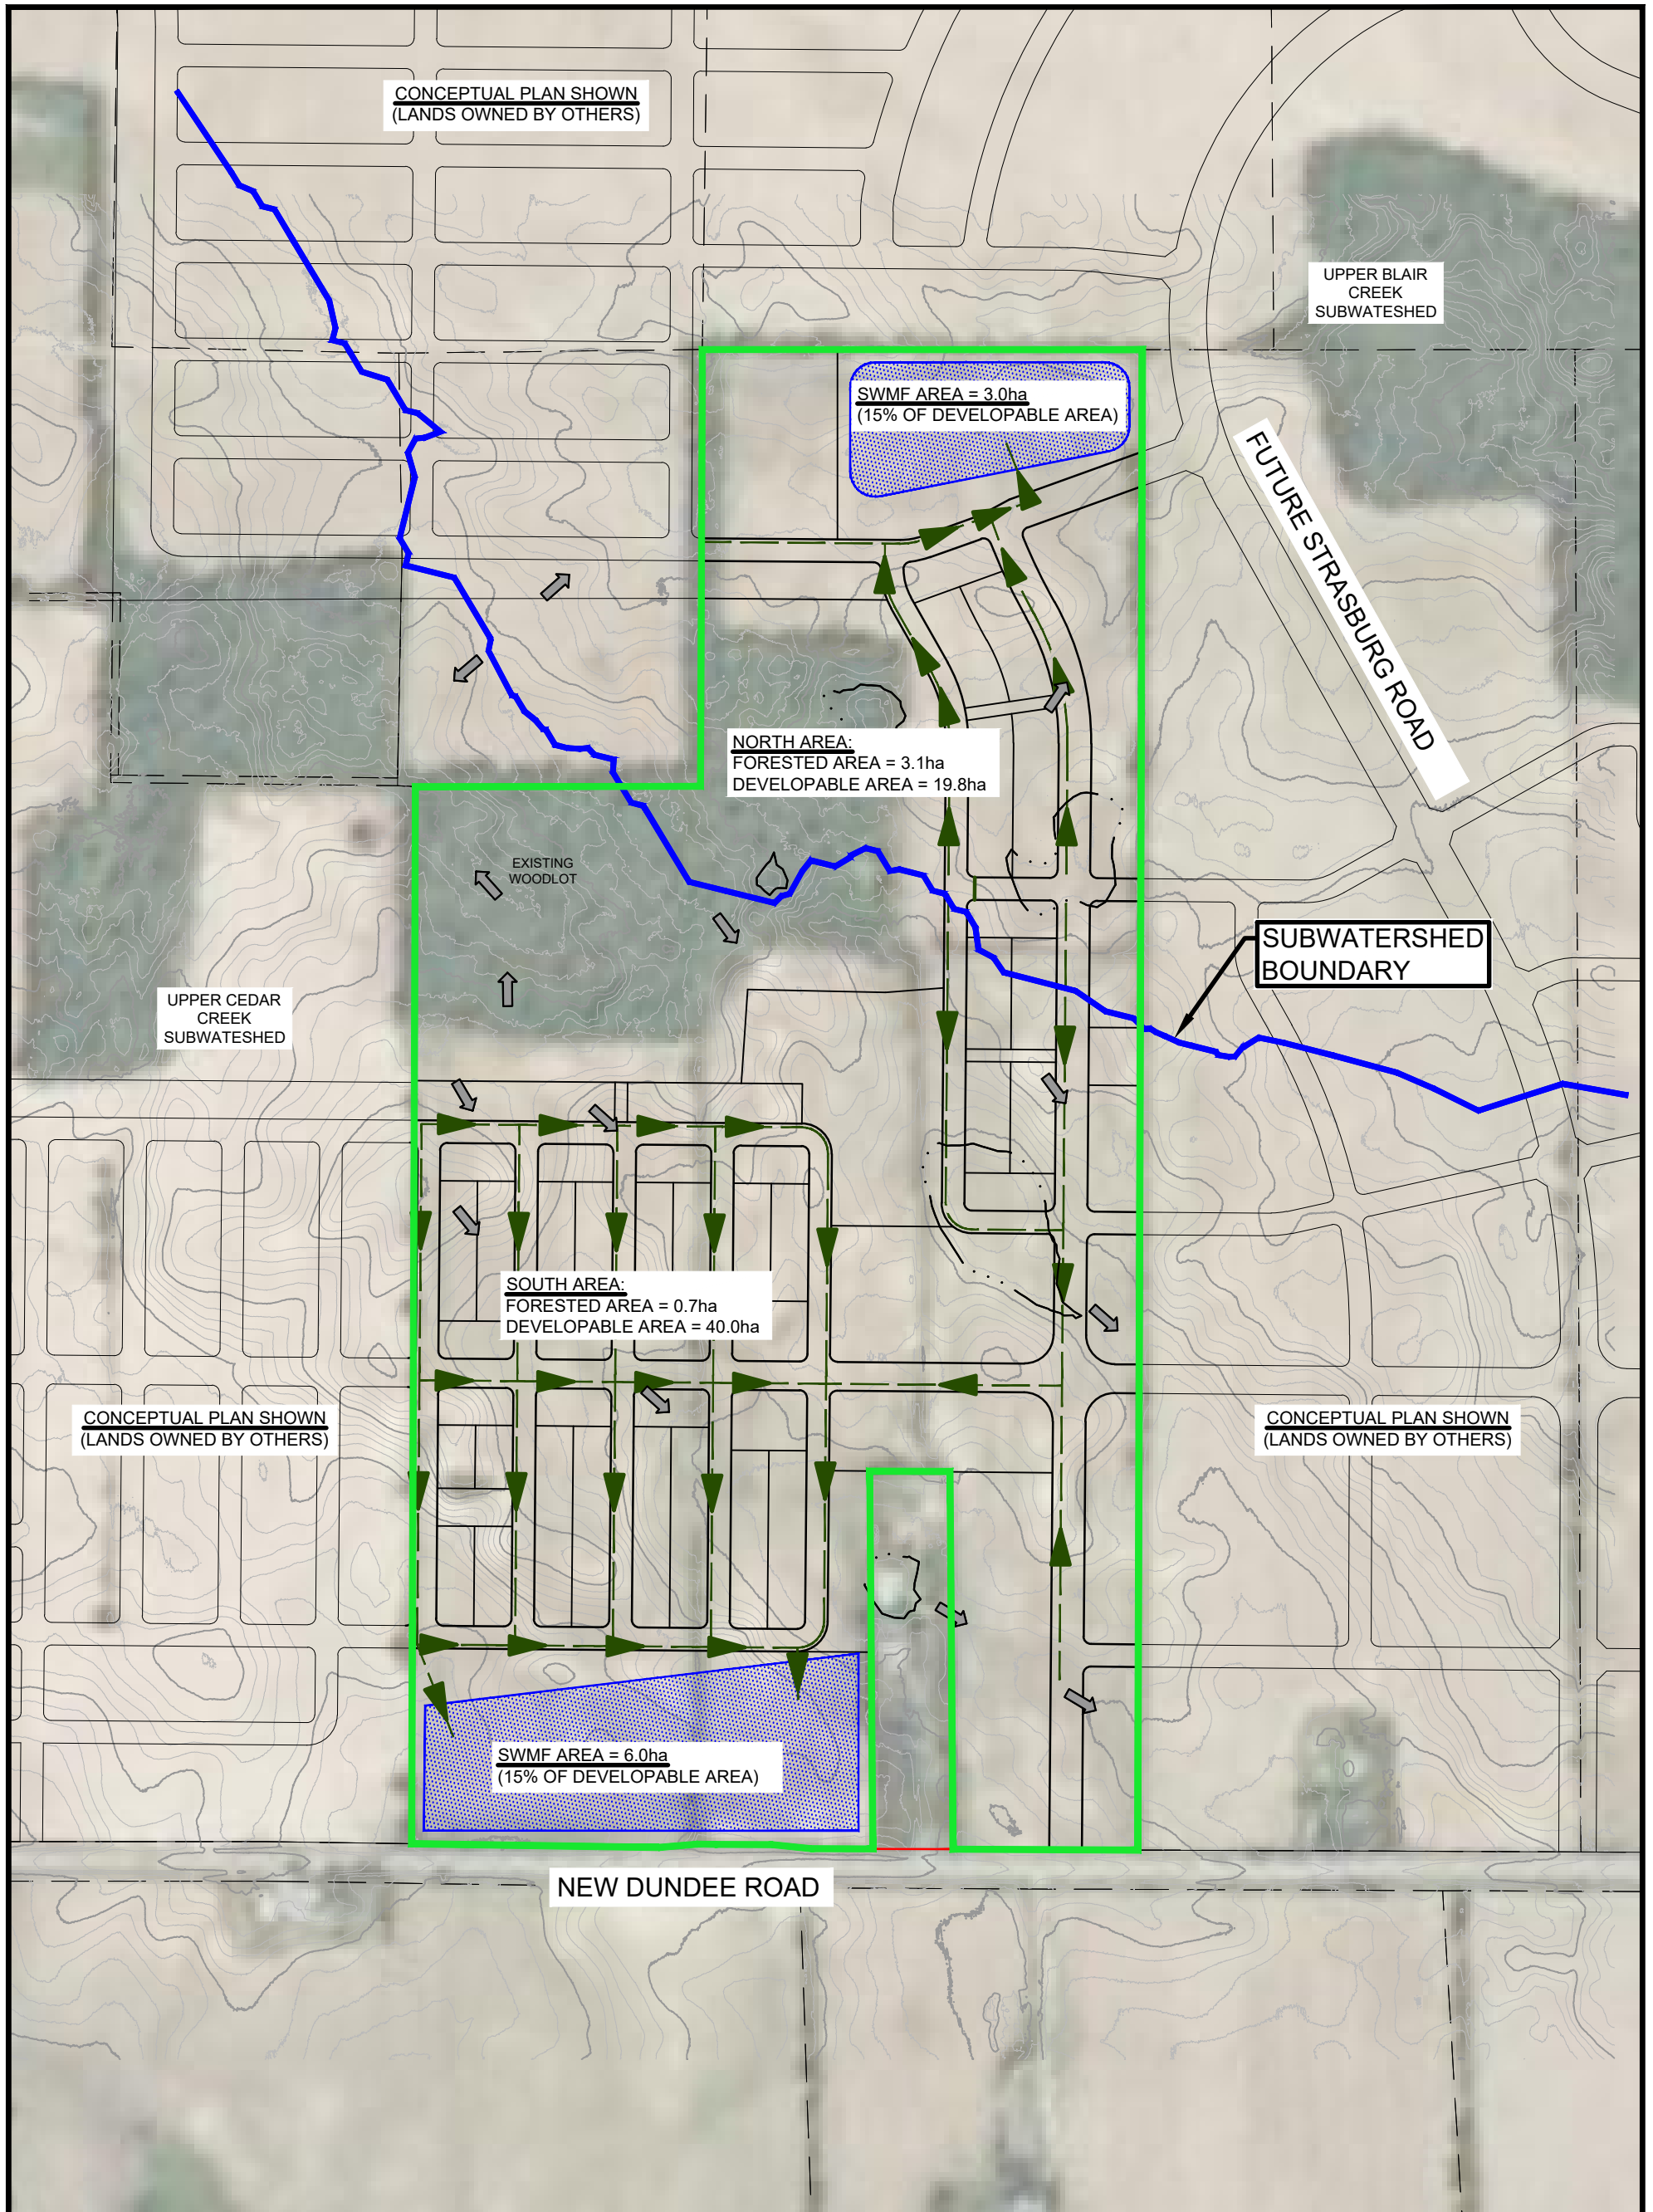 CONCEPTUAL PLAN SHOWN
(LANDS OWNED BY OTHERS)
UPPER BLAIR
CREEK
SUBWATESHED
SWMF AREA = 3.0ha
(15% OF DEVELOPABLE AREA)
FUTURE STRASBURG ROAD
NORTH AREA:
FORESTED AREA = 3.1ha
DEVELOPABLE AREA = 19.8ha
EXISTING
WOODLOT
SUBWATERSHED
BOUNDARY
UPPER CEDAR
CREEK
SUBWATESHED
SOUTH AREA:
FORESTED AREA = 0.7ha
DEVELOPABLE AREA = 40.0ha
CONCEPTUAL PLAN SHOWN
(LANDS OWNED BY OTHERS)
CONCEPTUAL PLAN SHOWN
(LANDS OWNED BY OTHERS)
SWMF AREA = 6.0ha
(15% OF DEVELOPABLE AREA)
NEW DUNDEE ROAD